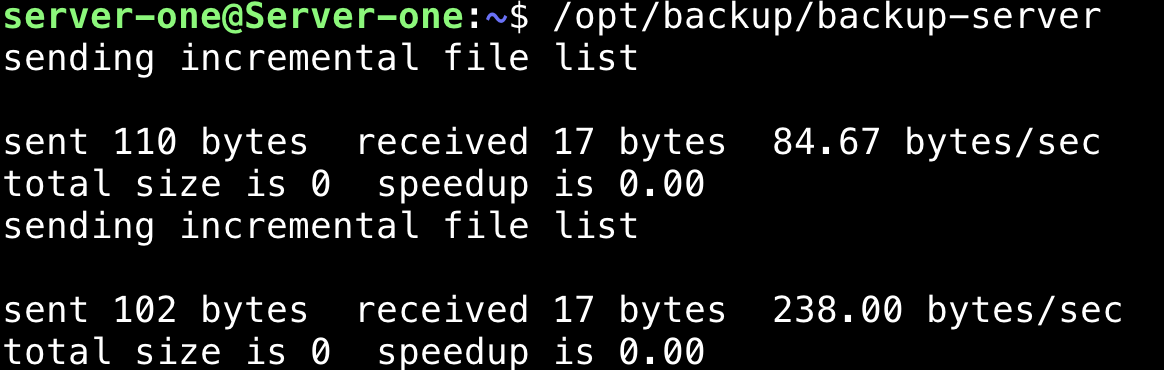 server-one@Server-one:~$ /opt/backup/backup-server
sending incremental file list

sent 110 bytes  received 17 bytes  84.67 bytes/sec
total size is 0  speedup is 0.00
sending incremental file list

sent 102 bytes  received 17 bytes  238.00 bytes/sec
total size is 0  speedup is 0.00